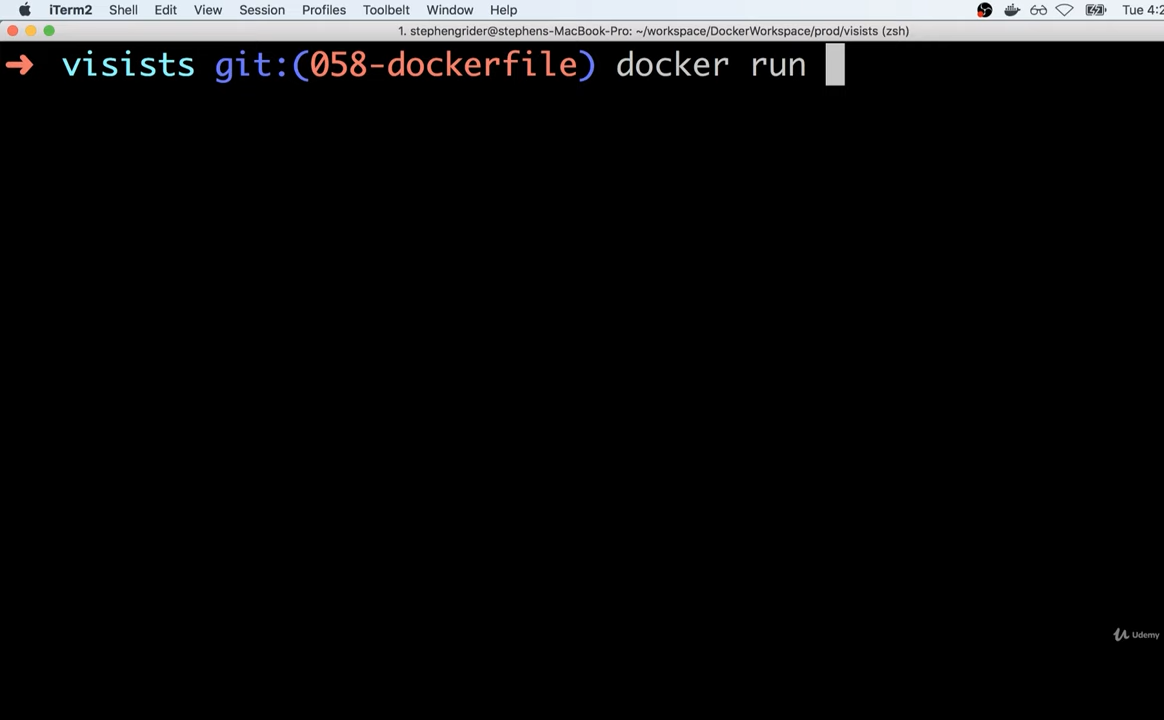 iTerm2 Shell Edit View Session Profiles Toolbelt Window Help Tue 4:2
1. stephengrider@stephens-MacBook-Pro: ~/workspace/DockerWorkspace/prod/visists (zsh)
➜ visists git:(058-dockerfile) docker run
Udemy